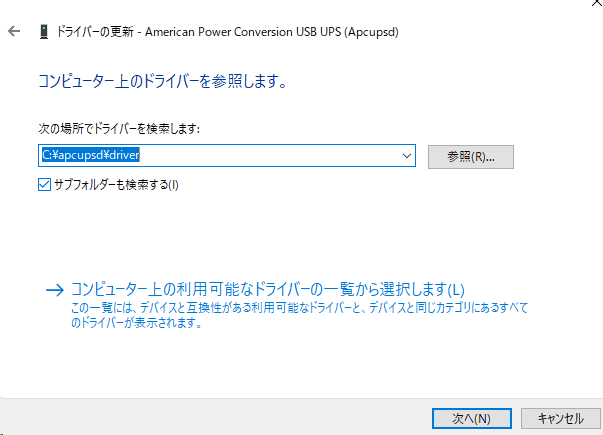 ドライバーの更新 - American Power Conversion USB UPS (Apcupsd)
コンピューター上のドライバーを参照します。
次の場所でドライバーを検索します:
C:¥apcupsd¥driver
参照(R)...
サブフォルダーも検索する(I)
コンピューター上の利用可能なドライバーの一覧から選択します(L)
この一覧には、デバイスと互換性がある利用可能なドライバーと、デバイスと同じカテゴリにあるすべて
のドライバーが表示されます。
次へ(N)
キャンセル